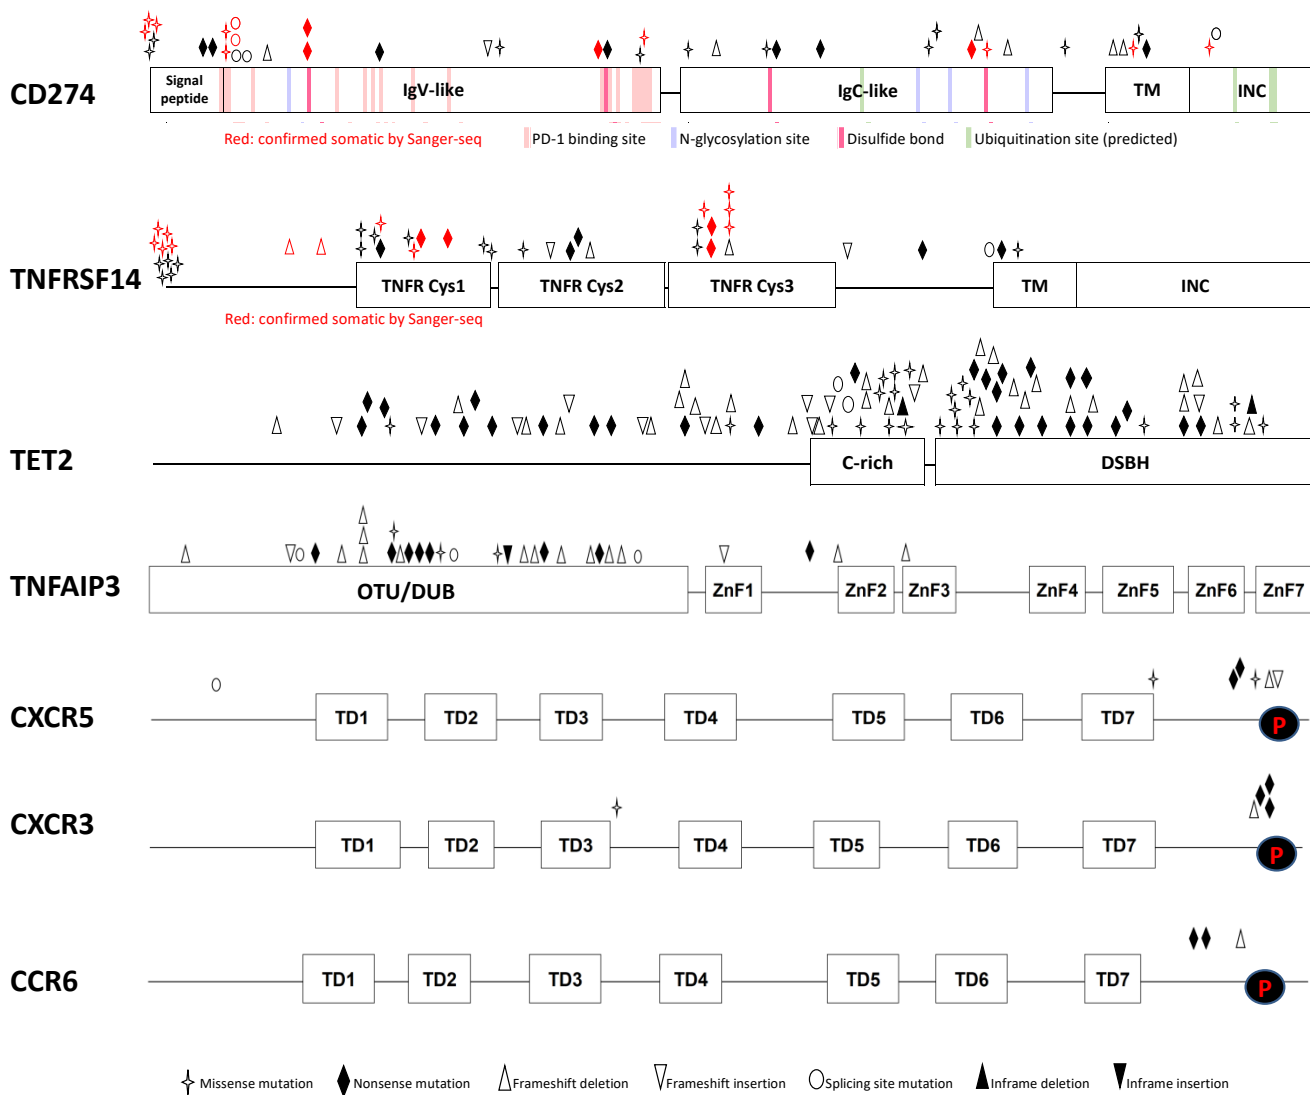 CD274
Signal peptide
IgV-like
IgC-like
TM
INC
Red: confirmed somatic by Sanger-seq
PD-1 binding site
N-glycosylation site
Disulfide bond
Ubiquitination site (predicted)
TNFRSF14
TNFR Cys1
TNFR Cys2
TNFR Cys3
TM
INC
Red: confirmed somatic by Sanger-seq
TET2
C-rich
DSBH
TNFAIP3
OTU/DUB
ZnF1
ZnF2
ZnF3
ZnF4
ZnF5
ZnF6
ZnF7
CXCR5
TD1
TD2
TD3
TD4
TD5
TD6
TD7
P
CXCR3
TD1
TD2
TD3
TD4
TD5
TD6
TD7
P
CCR6
TD1
TD2
TD3
TD4
TD5
TD6
TD7
P
Missense mutation
Nonsense mutation
Frameshift deletion
Frameshift insertion
Splicing site mutation
Inframe deletion
Inframe insertion